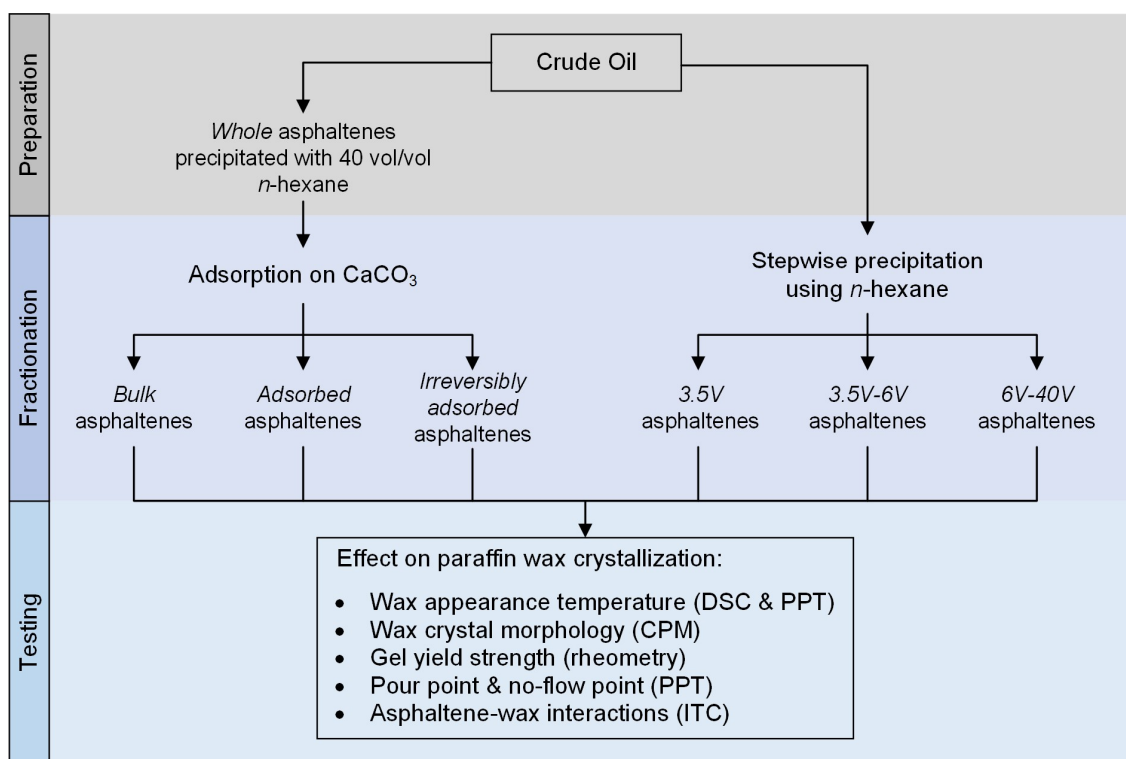 Preparation
Crude Oil
Whole asphaltenes
precipitated with 40 vol/vol
n-hexane
Fractionation
Adsorption on CaCO₃
Stepwise precipitation
using n-hexane
Bulk
asphaltenes
Adsorbed
asphaltenes
Irreversibly
adsorbed
asphaltenes
3.5V
asphaltenes
3.5V-6V
asphaltenes
6V-40V
asphaltenes
Testing
Effect on paraffin wax crystallization:
• Wax appearance temperature (DSC & PPT)
• Wax crystal morphology (CPM)
• Gel yield strength (rheometry)
• Pour point & no-flow point (PPT)
• Asphaltene-wax interactions (ITC)